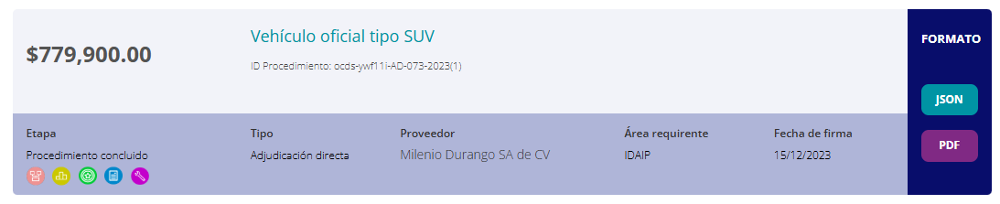 $779,900.00
Vehículo oficial tipo SUV
ID Procedimiento: ocds-ywf11i-AD-073-2023(1)
FORMATO
JSON
PDF
Etapa
Procedimiento concluido
Tipo
Adjudicación directa
Proveedor
Milenio Durango SA de CV
Área requirente
IDAIP
Fecha de firma
15/12/2023